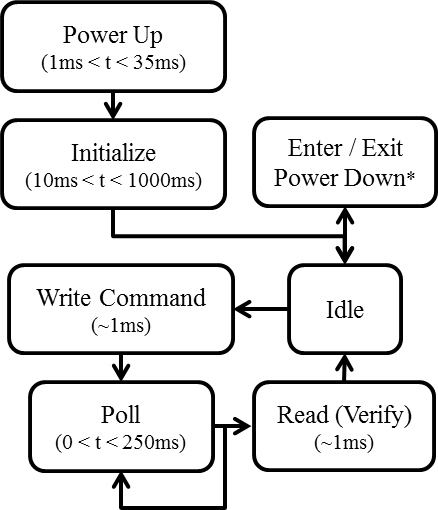 Power Up
(1ms < t < 35ms)
Initialize
(10ms < t < 1000ms)
Enter / Exit
Power Down*
Write Command
(~1ms)
Idle
Poll
(0 < t < 250ms)
Read (Verify)
(~1ms)